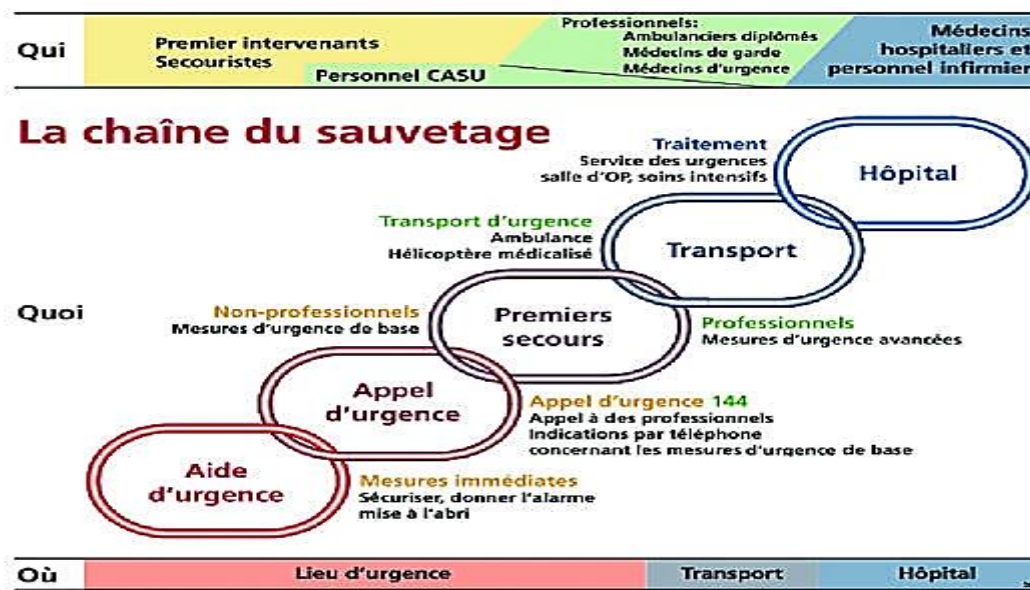 Qui
Premier intervenants
Secouristes
Personnel CASU
Professionnels:
Ambulanciers diplômés
Médecins de garde
Médecins d'urgence
Médecins
hospitaliers et
personnel infirmier
La chaîne du sauvetage
Traitement
Service des urgences
salle d'OP, soins intensifs
Hôpital
Transport d'urgence
Ambulance
Hélicoptère médicalisé
Transport
Quoi
Non-professionnels
Mesures d'urgence de base
Premiers
secours
Professionnels
Mesures d'urgence avancées
Appel
d'urgence
Appel d'urgence 144
Appel à des professionnels
Indications par téléphone
concernant les mesures d'urgence de base
Aide
d'urgence
Mesures immédiates
Sécuriser, donner l'alarme
mise à l'abri
Où
Lieu d'urgence
Transport
Hôpital